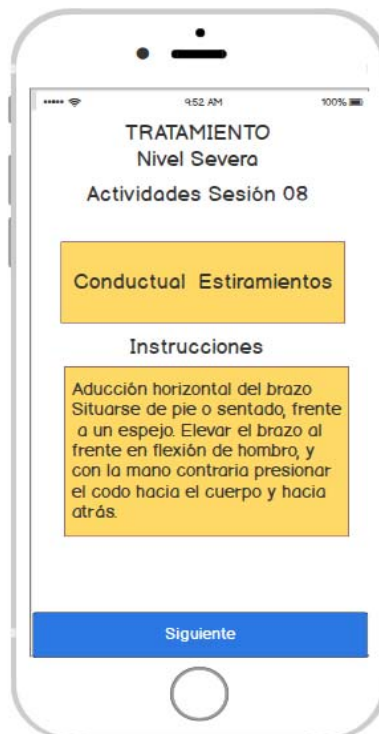 9:52 AM 100%
TRATAMIENTO
Nivel Severa
Actividades Sesión 08
Conductual Estiramientos
Instrucciones
Aducción horizontal del brazo
Situarse de pie o sentado, frente
a un espejo. Elevar el brazo al
frente en flexión de hombro, y
con la mano contraria presionar
el codo hacia el cuerpo y hacia
atrás.
Siguiente